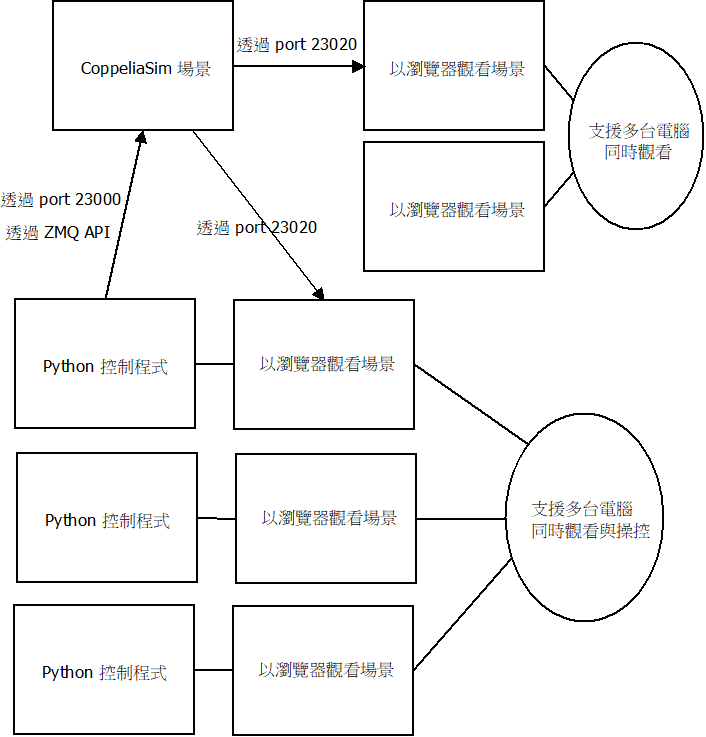 透過 port 23020
CoppeliaSim 場景
以瀏覽器觀看場景
支援多台電腦
同時觀看
透過 port 23000
透過 ZMQ API
透過 port 23020
以瀏覽器觀看場景
Python 控制程式
以瀏覽器觀看場景
支援多台電腦
同時觀看與操控
Python 控制程式
以瀏覽器觀看場景
Python 控制程式
以瀏覽器觀看場景